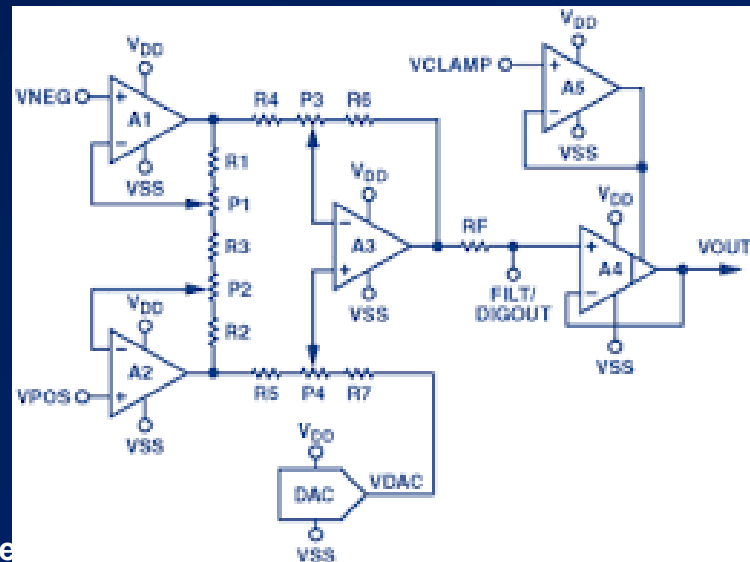 VDD
VNEG
+
A1
-
VSS
R4
P3
R6
VCLAMP
+
A5
-
VDD
VSS
R1
P1
R3
P2
R2
VDD
-
A3
+
VSS
RF
FILT/
DIGOUT
VDD
+
A4
-
VSS
VOUT
VDD
-
A2
+
VPOS
VSS
R5
P4
R7
VDD
DAC
VDAC
VSS
e